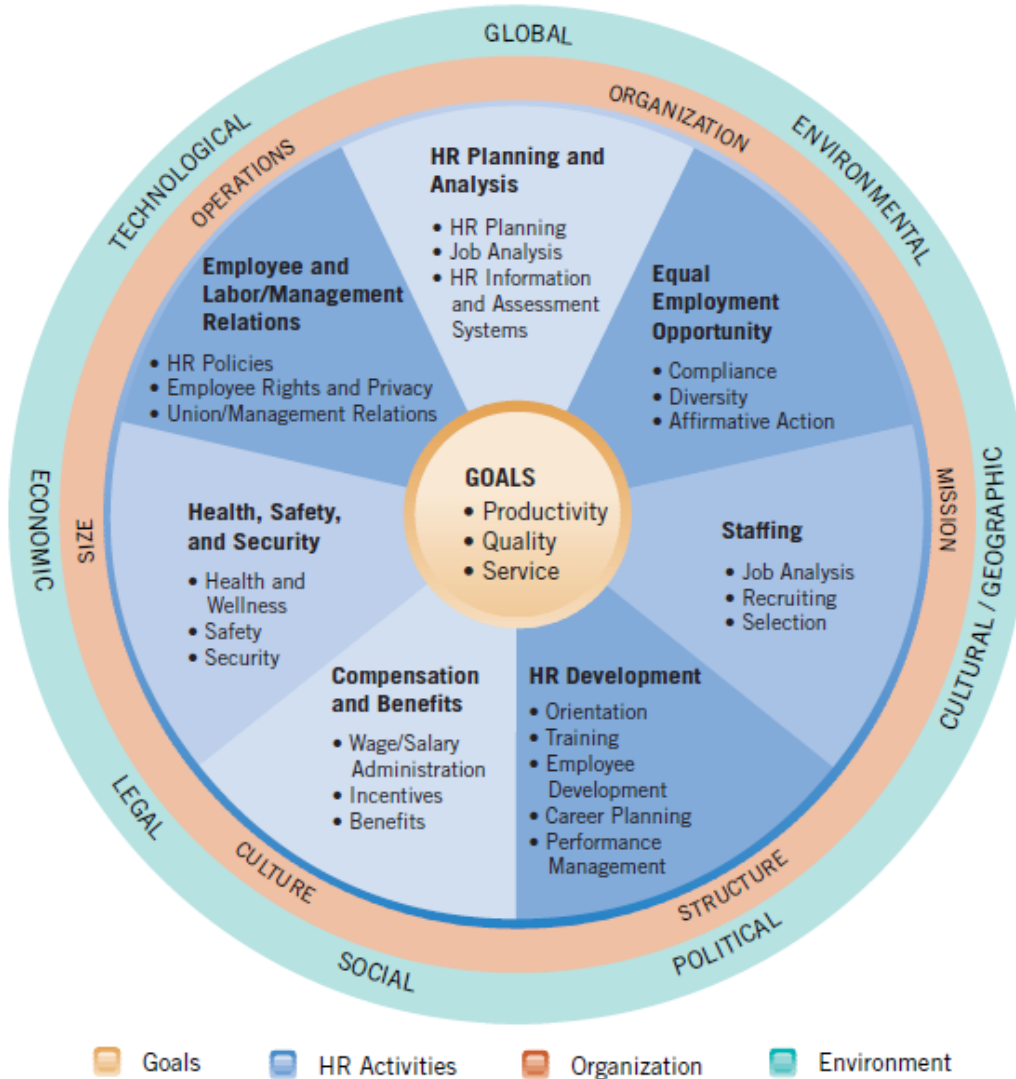 GLOBAL
ENVIRONMENTAL
CULTURAL / GEOGRAPHIC
POLITICAL
SOCIAL
LEGAL
ECONOMIC
TECHNOLOGICAL
ORGANIZATION
MISSION
STRUCTURE
CULTURE
SIZE
OPERATIONS
HR Planning and
Analysis
• HR Planning
• Job Analysis
• HR Information
and Assessment
Systems
Equal
Employment
Opportunity
• Compliance
• Diversity
• Affirmative Action
Staffing
• Job Analysis
• Recruiting
• Selection
HR Development
• Orientation
• Training
• Employee
Development
• Career Planning
• Performance
Management
Compensation
and Benefits
• Wage/Salary
Administration
• Incentives
• Benefits
Health, Safety,
and Security
• Health and
Wellness
• Safety
• Security
Employee and
Labor/Management
Relations
• HR Policies
• Employee Rights and Privacy
• Union/Management Relations
GOALS
• Productivity
• Quality
• Service
Goals
HR Activities
Organization
Environment